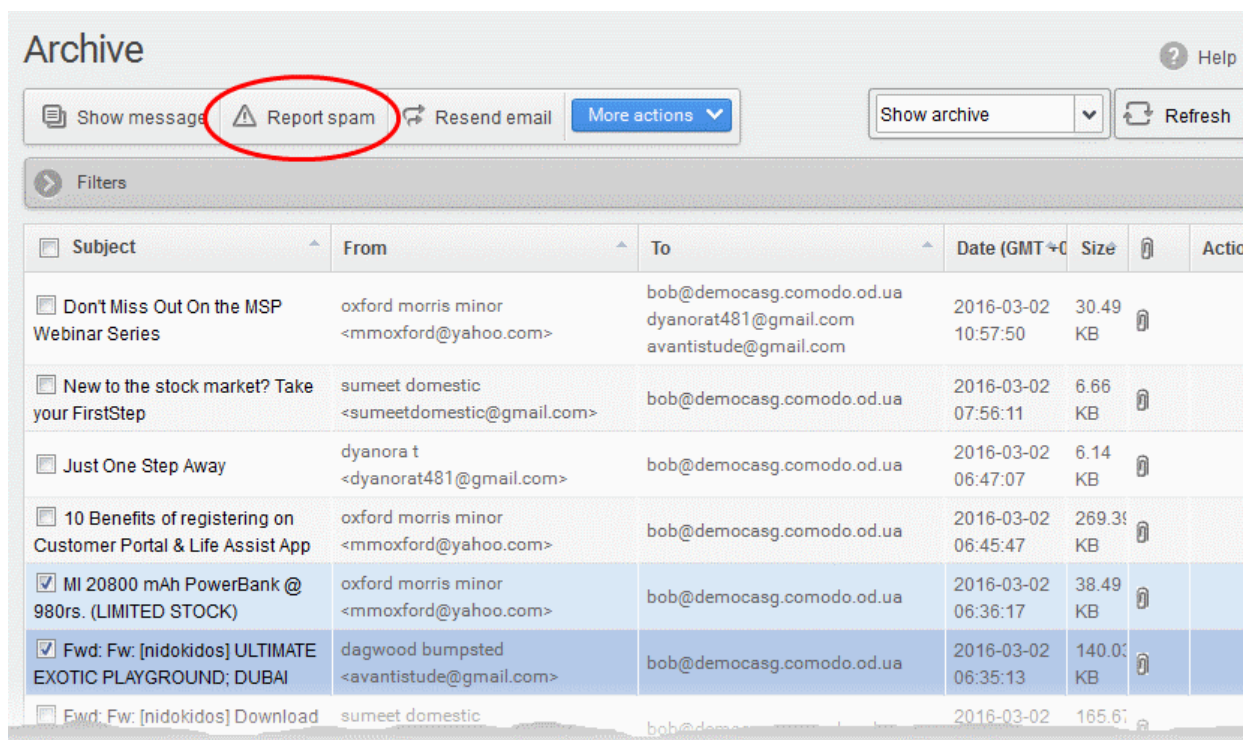 Archive
Help
Show message Report spam Resend email More actions Show archive Refresh
Filters
Subject From To Date (GMT Size Actio
Don't Miss Out On the MSP
Webinar Series
oxford morris minor
<mmoxford@yahoo.com>
bob@democasg.comodo.od.ua
dyanorat481@gmail.com
avantistude@gmail.com
2016-03-02
10:57:50
30.49
KB
New to the stock market? Take
your FirstStep
sumeet domestic
<sumeetdomestic@gmail.com>
bob@democasg.comodo.od.ua
2016-03-02
07:56:11
6.66
KB
Just One Step Away
dyanora t
<dyanorat481@gmail.com>
bob@democasg.comodo.od.ua
2016-03-02
06:47:07
6.14
KB
10 Benefits of registering on
Customer Portal & Life Assist App
oxford morris minor
<mmoxford@yahoo.com>
bob@democasg.comodo.od.ua
2016-03-02
06:45:47
269.39
KB
MI 20800 mAh PowerBank @
980rs. (LIMITED STOCK)
oxford morris minor
<mmoxford@yahoo.com>
bob@democasg.comodo.od.ua
2016-03-02
06:36:17
38.49
KB
Fwd: Fw: [nidokidos] ULTIMATE
EXOTIC PLAYGROUND; DUBAI
dagwood bumpsted
<avantistude@gmail.com>
bob@democasg.comodo.od.ua
2016-03-02
06:35:13
140.03
KB
Fwd: Fw: [nidokidos] Download
sumeet domestic
2016-03-02
165.67